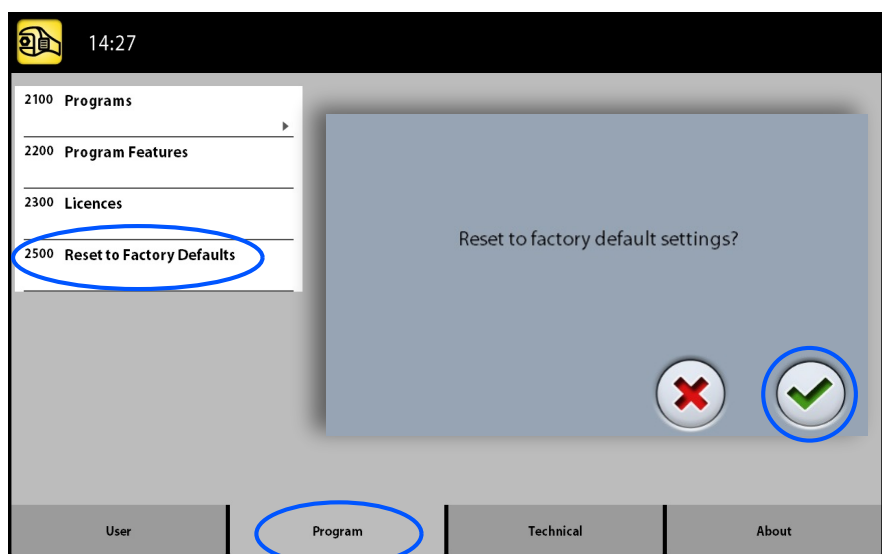 14:27
2100 Programs
2200 Program Features
2300 Licences
2500 Reset to Factory Defaults
Reset to factory default settings?
User
Program
Technical
About